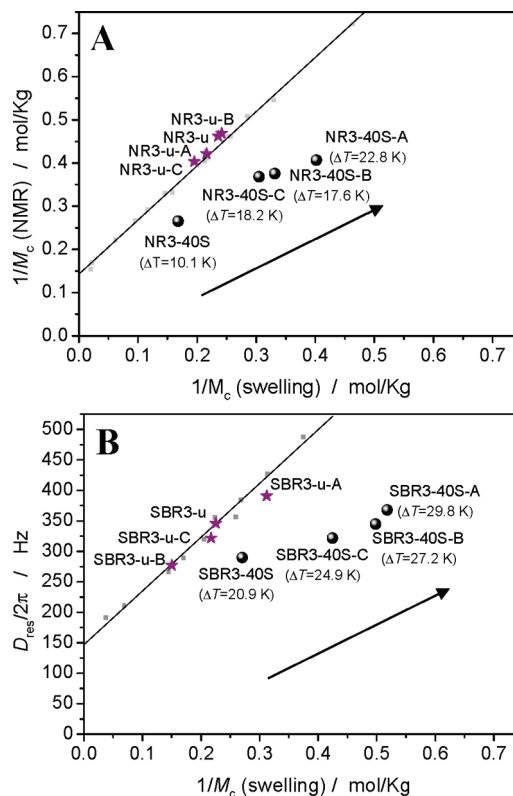 A
0.7
0.6
0.5
0.4
0.3
0.2
0.1
0.0
1/Mc (NMR) / mol/Kg
NR3-u-B
NR3-u
NR3-u-A
NR3-u-C
NR3-40S-A
(ΔT=22.8 K)
NR3-40S-B
(ΔT=17.6 K)
NR3-40S-C
(ΔT=18.2 K)
NR3-40S
(ΔT=10.1 K)
0.0 0.1 0.2 0.3 0.4 0.5 0.6 0.7
1/Mc (swelling) / mol/Kg
B
500
450
400
350
300
250
200
150
100
50
0
Dres/2π / Hz
SBR3-u-A
SBR3-u
SBR3-u-C
SBR3-u-B
SBR3-40S-A
(ΔT=29.8 K)
SBR3-40S-B
(ΔT=27.2 K)
SBR3-40S-C
(ΔT=24.9 K)
SBR3-40S
(ΔT=20.9 K)
0.0 0.1 0.2 0.3 0.4 0.5 0.6 0.7
1/Mc (swelling) / mol/Kg